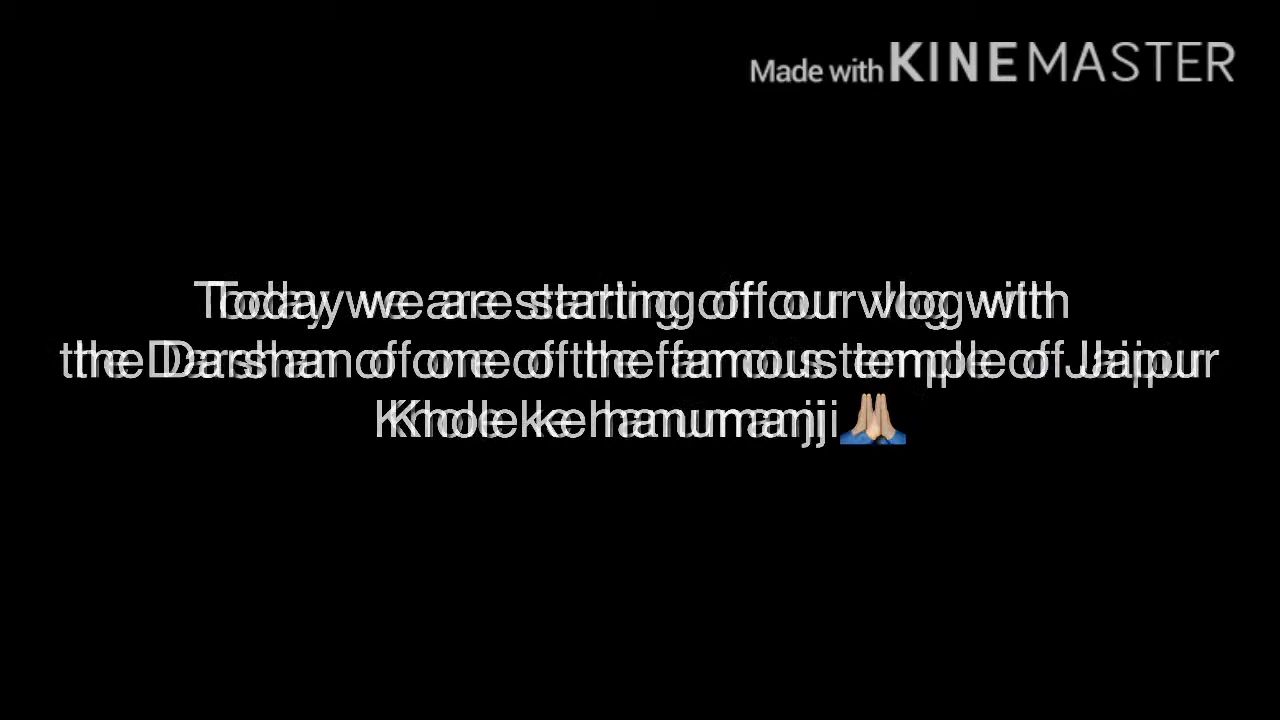 Made with KINEMASTER
Today we are starting off our vlog with
the Darshan of one of the famous temple of Jaipur
Khole ke hanumanji🙏🏼